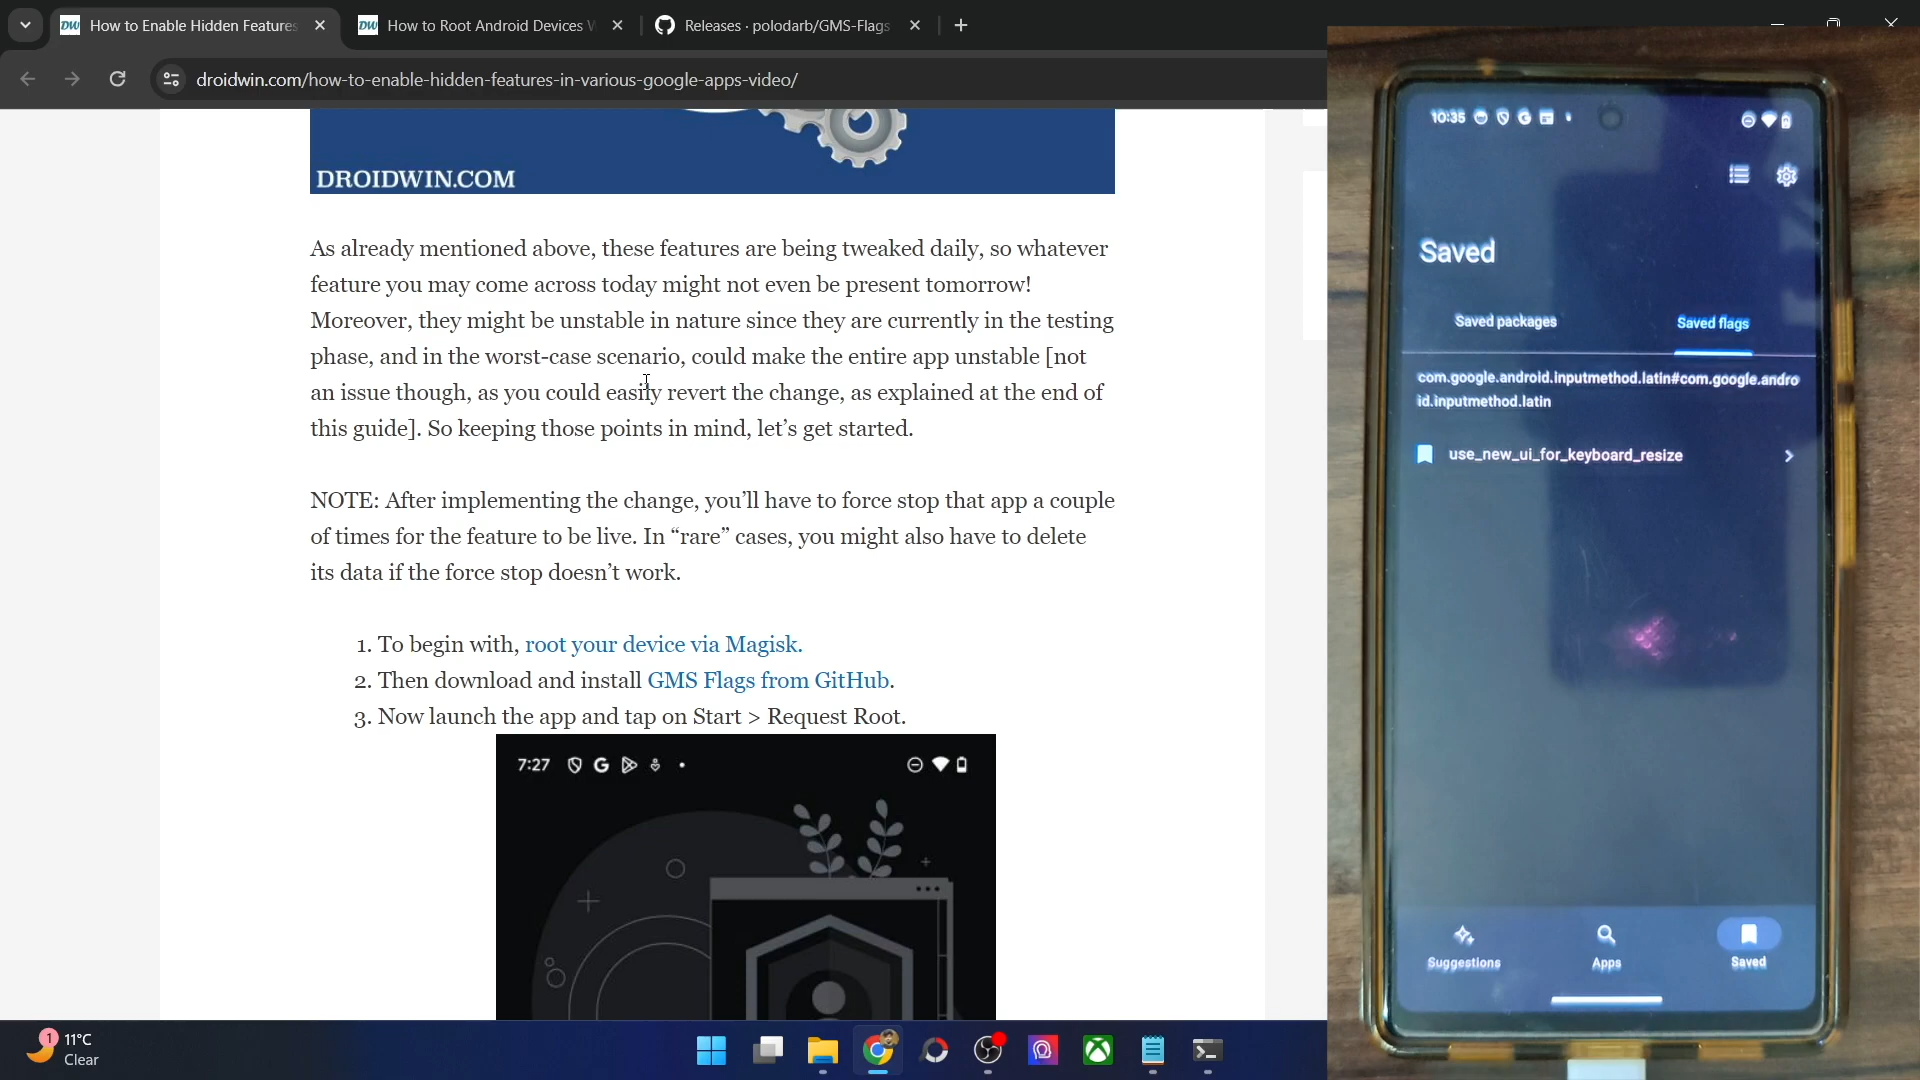 How to Enable Hidden Features
How to Root Android Devices W
Releases · polodarb/GMS-Flags
droidwin.com/how-to-enable-hidden-features-in-various-google-apps-video/
DROIDWIN.COM
As already mentioned above, these features are being tweaked daily, so whatever
feature you may come across today might not even be present tomorrow!
Moreover, they might be unstable in nature since they are currently in the testing
phase, and in the worst-case scenario, could make the entire app unstable [not
an issue though, as you could easily revert the change, as explained at the end of
this guide]. So keeping those points in mind, let’s get started.
NOTE: After implementing the change, you’ll have to force stop that app a couple
of times for the feature to be live. In “rare” cases, you might also have to delete
its data if the force stop doesn’t work.
1. To begin with, root your device via Magisk.
2. Then download and install GMS Flags from GitHub.
3. Now launch the app and tap on Start > Request Root.
7:27
1
11°C
Clear
10:35
Saved
Saved packages
Saved flags
com.google.android.inputmethod.latin#com.google.andro
id.inputmethod.latin
use_new_ui_for_keyboard_resize
Suggestions
Apps
Saved